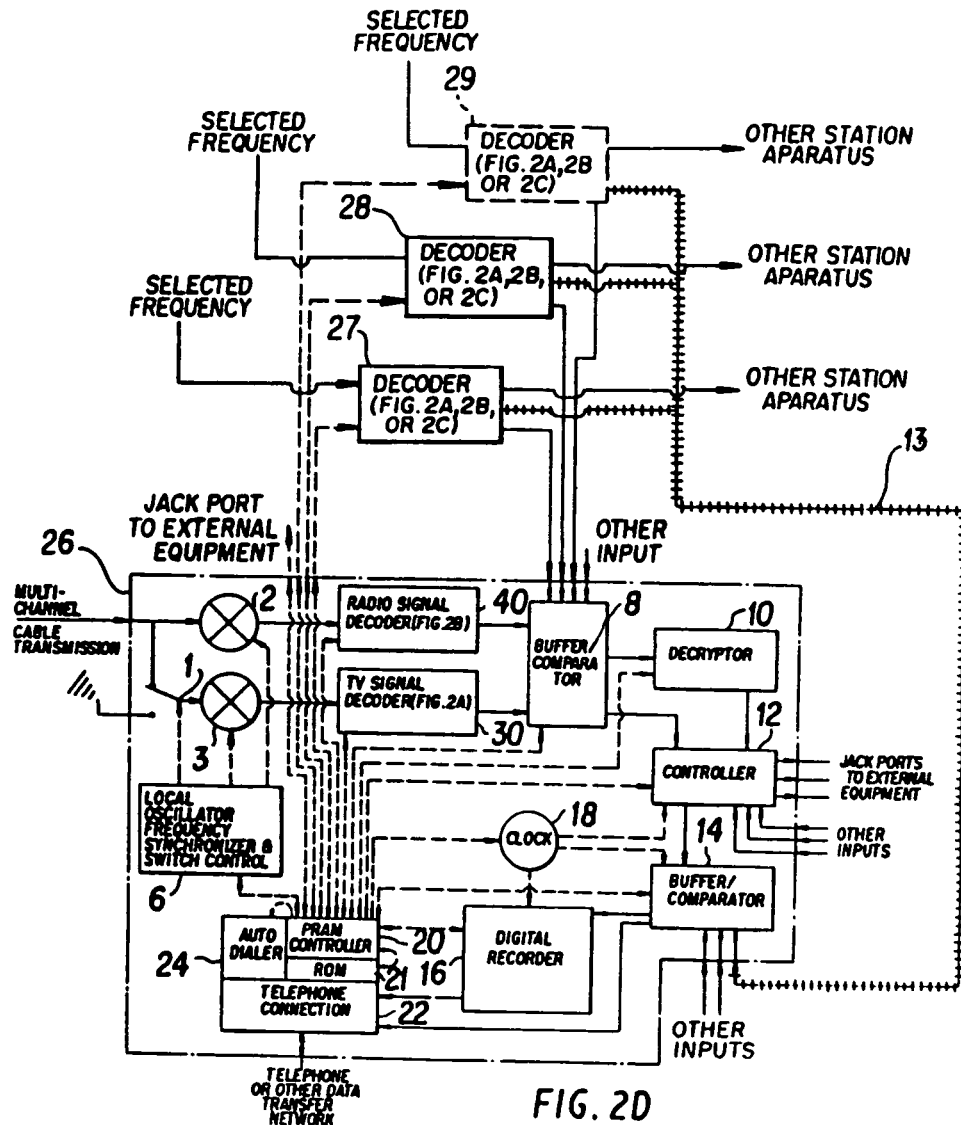 SELECTED
FREQUENCY
29
SELECTED
FREQUENCY
DECODER
(FIG. 2A, 2B
OR 2C)
OTHER STATION
APARATUS
28
DECODER
(FIG. 2A, 2B,
OR 2C)
OTHER STATION
APARATUS
SELECTED
FREQUENCY
27
DECODER
(FIG. 2A, 2B,
OR 2C)
OTHER STATION
APARATUS
13
JACK PORT
TO EXTERNAL
EQUIPMENT
OTHER
INPUT
26
MULTI-
CHANNEL
CABLE
TRANSMISSION
2
RADIO SIGNAL
DECODER (FIG. 2B)
40
8
BUFFER/
COMPARA
TOR
10
DECRYPTOR
1
3
TV SIGNAL
DECODER (FIG. 2A)
30
12
CONTROLLER
JACK PORTS
TO EXTERNAL
EQUIPMENT
LOCAL
OSCILLATOR
FREQUENCY
SYNCHRONIZER &
SWITCH CONTROL
6
CLOCK
18
OTHER
INPUTS
14
BUFFER/
COMPARATOR
AUTO
DIALER
PRAM
CONTROLLER
20
24
ROM
21
16
DIGITAL
RECORDER
TELEPHONE
CONNECTION
22
OTHER
INPUTS
TELEPHONE
OR OTHER DATA
TRANSFER
NETWORK
FIG. 2D